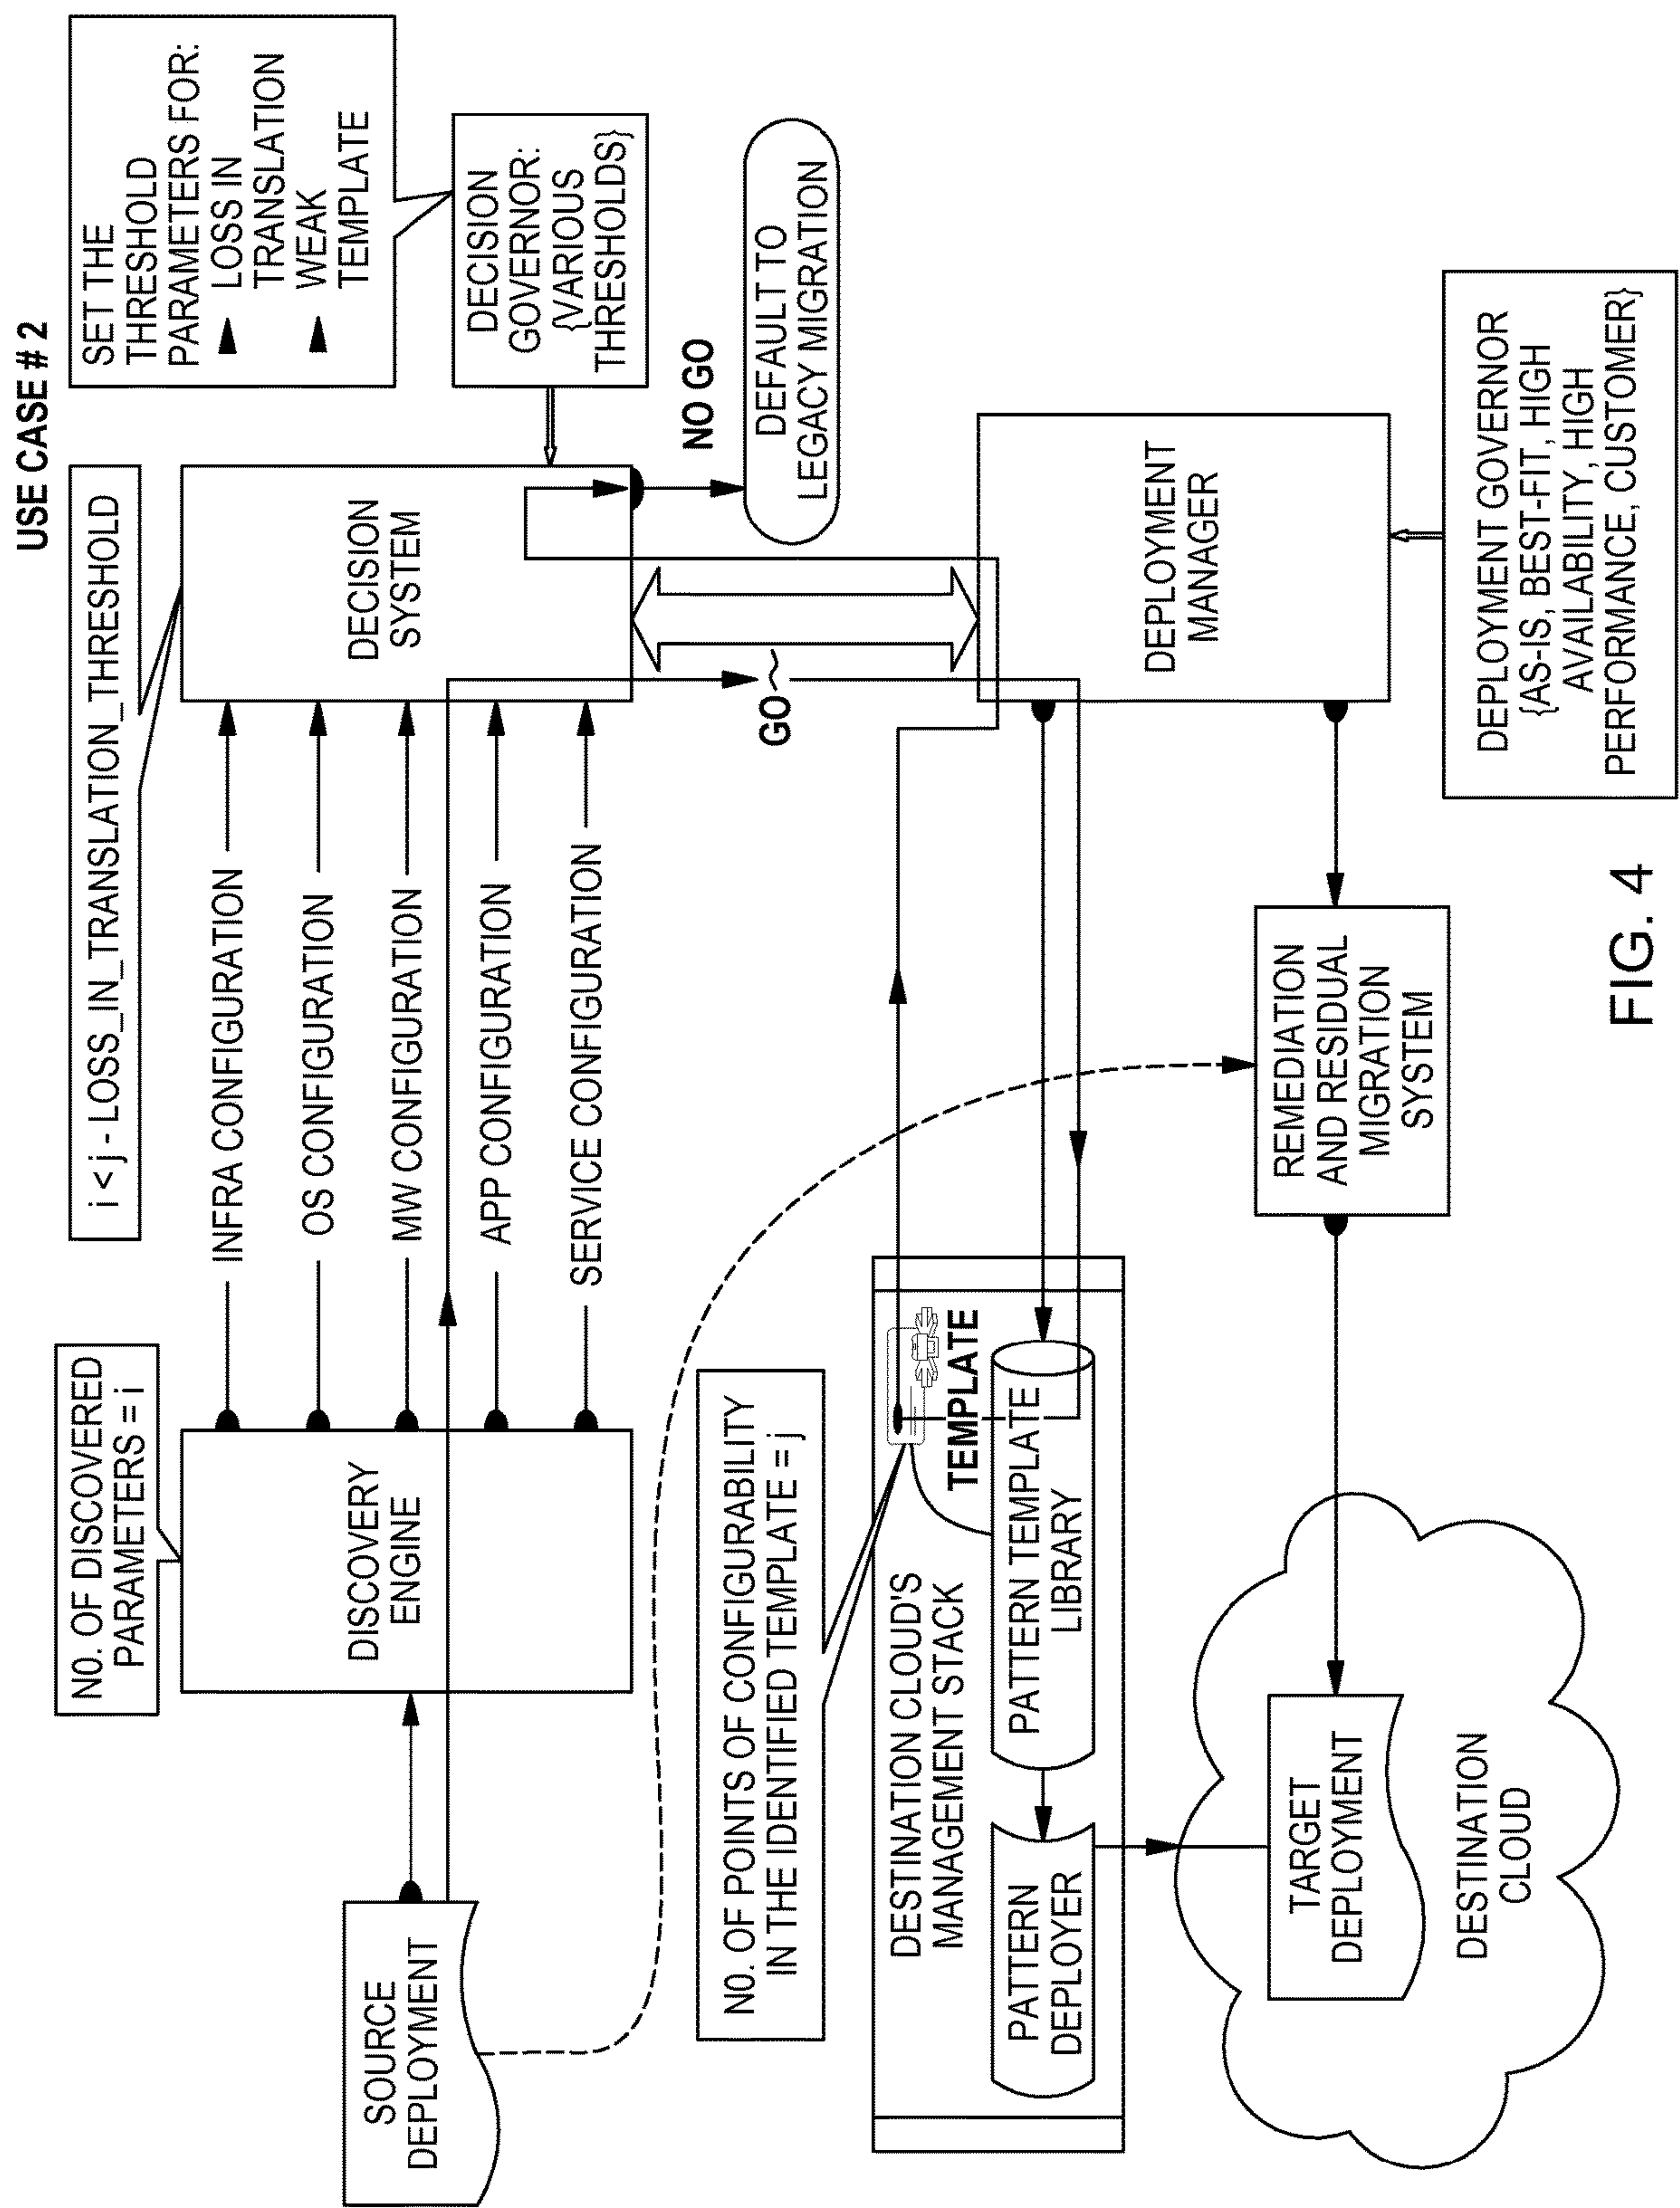 USE CASE # 2
SET THE
THRESHOLD
PARAMETERS FOR:
LOSS IN
TRANSLATION
WEAK
TEMPLATE
i < j - LOSS_IN_TRANSLATION_THRESHOLD
N0. OF DISCOVERED
PARAMETERS = i
DECISION
GOVERNOR:
{VARIOUS
THRESHOLDS}
SOURCE
DEPLOYMENT
DISCOVERY
ENGINE
INFRA CONFIGURATION
OS CONFIGURATION
MW CONFIGURATION
APP CONFIGURATION
SERVICE CONFIGURATION
DECISION
SYSTEM
NO GO
DEFAULT TO
LEGACY MIGRATION
GO
N0. OF POINTS OF CONFIGURABILITY
IN THE IDENTIFIED TEMPLATE = j
DESTINATION CLOUD'S
MANAGEMENT STACK
TEMPLATE
PATTERN
DEPLOYER
PATTERN TEMPLATE
LIBRARY
DEPLOYMENT
MANAGER
REMEDIATION
AND RESIDUAL
MIGRATION
SYSTEM
TARGET
DEPLOYMENT
DESTINATION
CLOUD
DEPLOYMENT GOVERNOR
{AS-IS, BEST-FIT, HIGH
AVAILABILITY, HIGH
PERFORMANCE, CUSTOMER}
FIG. 4